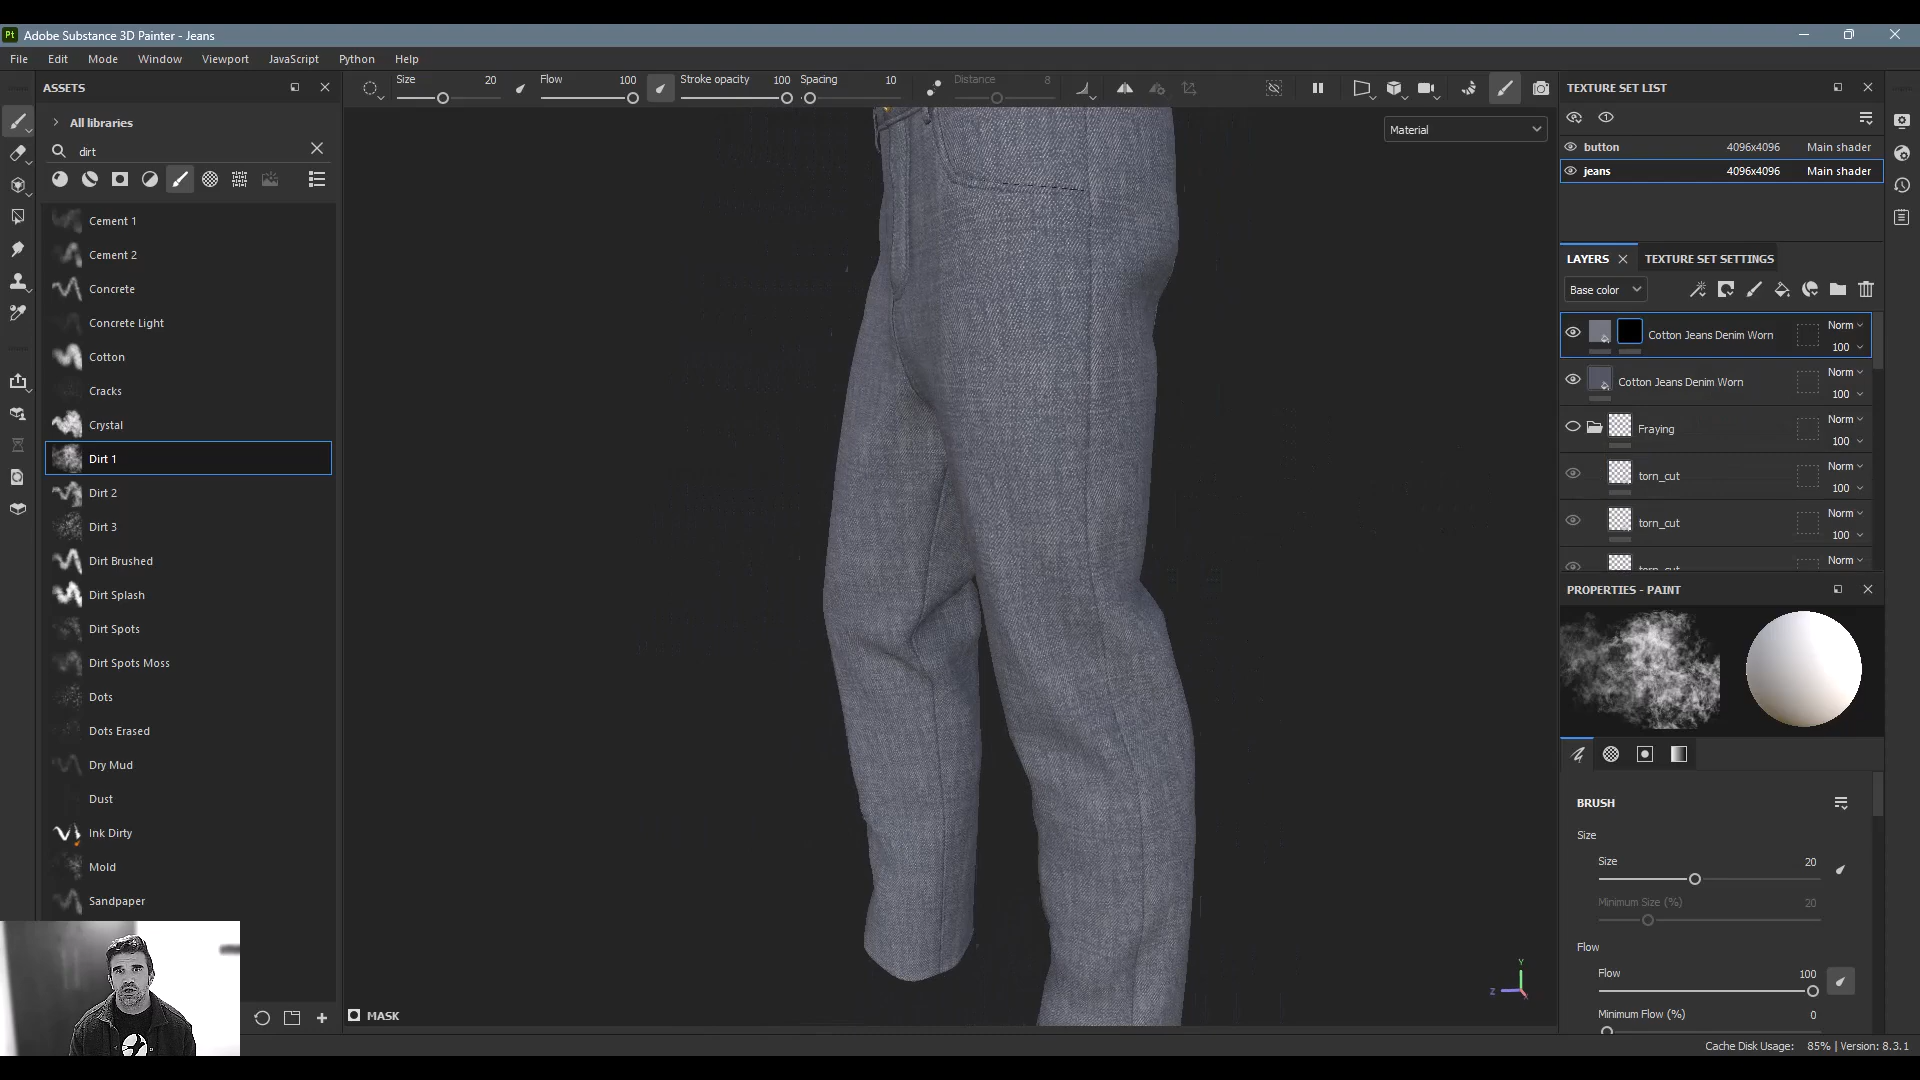 Pt Adobe Substance 3D Painter - Jeans
File Edit Mode Window Viewport JavaScript Python Help
ASSETS
All libraries
dirt
Cement 1
Cement 2
Concrete
Concrete Light
Cotton
Cracks
Crystal
Dirt 1
Dirt 2
Dirt 3
Dirt Brushed
Dirt Splash
Dirt Spots
Dirt Spots Moss
Dots
Dots Erased
Dry Mud
Dust
Ink Dirty
Mold
Sandpaper
Size 20 Flow 100 Stroke opacity 100 Spacing 10 Distance 8
Material
Y
Z
MASK
TEXTURE SET LIST
button 4096x4096 Main shader
jeans 4096x4096 Main shader
LAYERS TEXTURE SET SETTINGS
Base color
Cotton Jeans Denim Worn Norm
100
Cotton Jeans Denim Worn Norm
100
Fraying Norm
100
torn_cut Norm
100
torn_cut Norm
100
torn_cut Norm
PROPERTIES - PAINT
BRUSH
Size
Size 20
Minimum Size (%) 20
Flow
Flow 100
Minimum Flow (%) 0
Cache Disk Usage: 85% | Version: 8.3.1